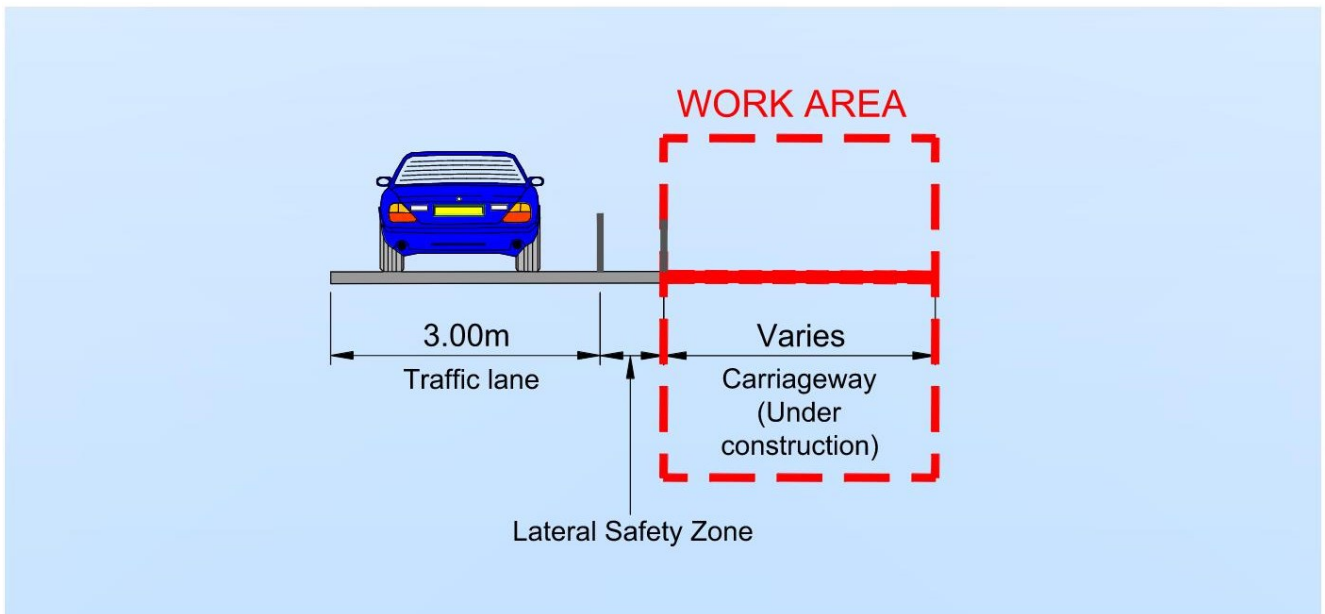 WORK AREA
3.00m
Traffic lane
Varies
Carriageway
(Under
construction)
Lateral Safety Zone